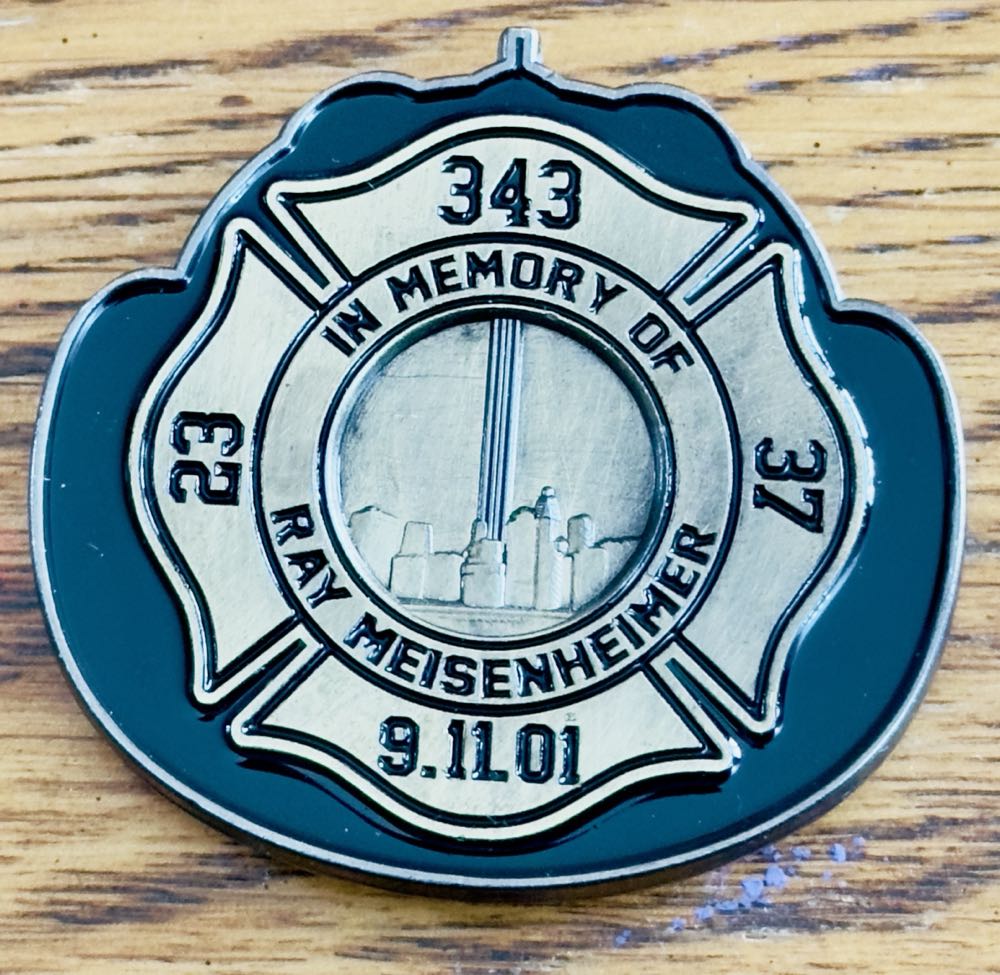 343
IN MEMORY OF
23
37
RAY MEISENHEIMER
9.11.01